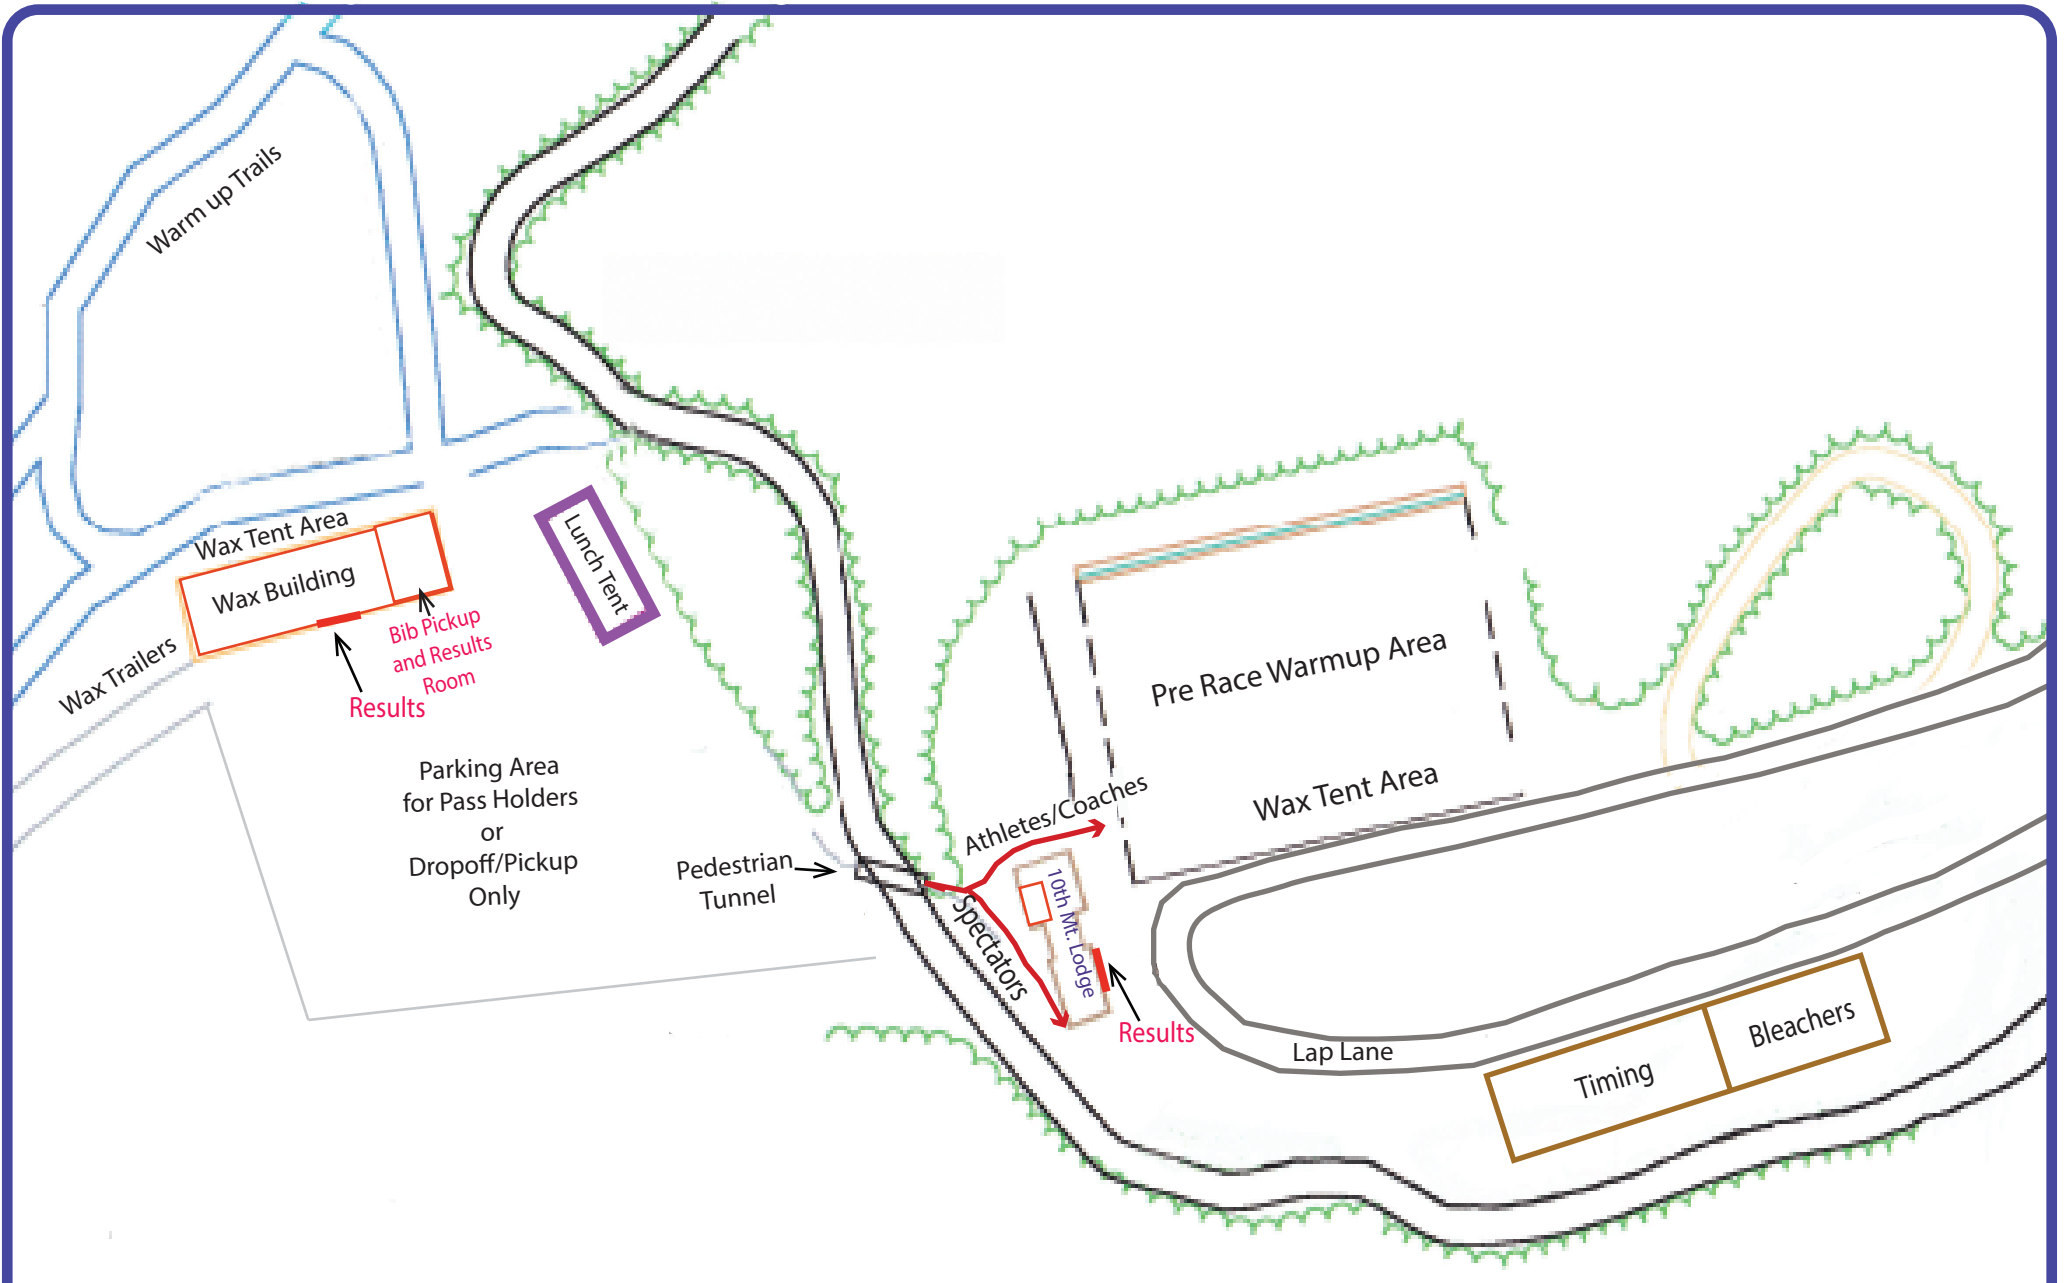 Warm up Trails
Wax Tent Area
Wax Building
Lunch Tent
Bib Pickup
and Results
Room
Wax Trailers
Results
Parking Area
for Pass Holders
or
Dropoff/Pickup
Only
Pedestrian
Tunnel
Pre Race Warmup Area
Wax Tent Area
Athletes/Coaches
Spectators
10th Mt. Lodge
Results
Lap Lane
Timing
Bleachers